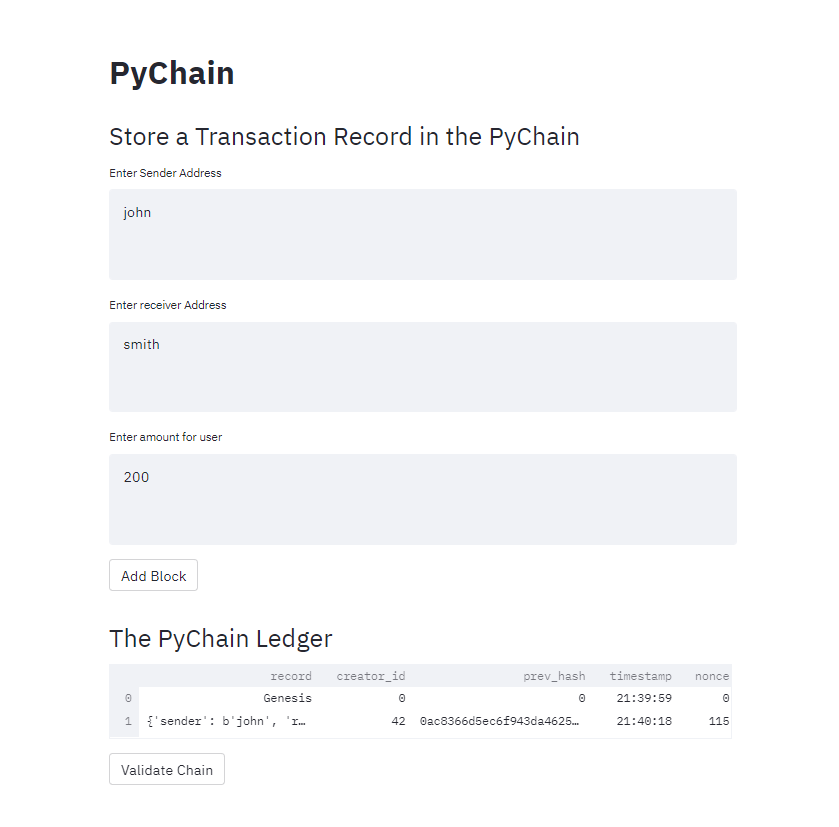 PyChain
Store a Transaction Record in the PyChain
Enter Sender Address
john
Enter receiver Address
smith
Enter amount for user
200
Add Block
The PyChain Ledger
record creator_id prev_hash timestamp nonce
0 Genesis 0 0 21:39:59 0
1 {'sender': b'john', 'r… 42 0ac8366d5ec6f943da4625… 21:40:18 115
Validate Chain